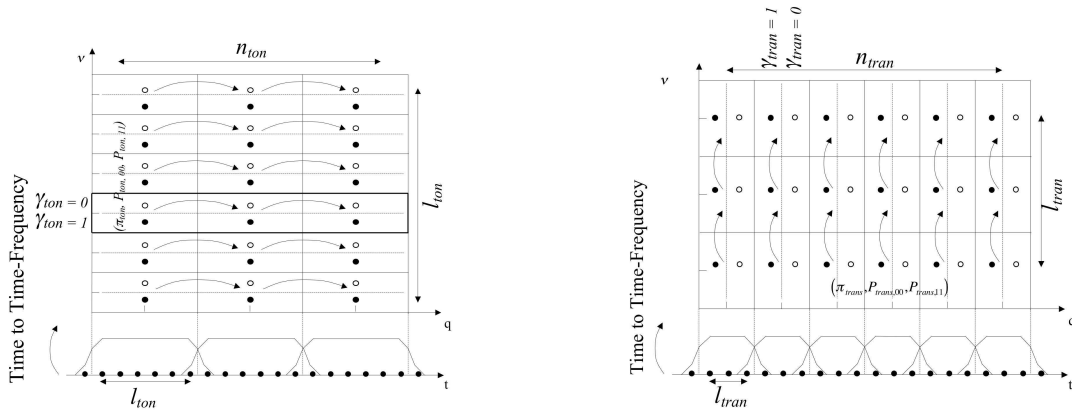 ν
n_ton
(π_ton, P_ton, 00, P_ton, 11)
l_ton
γ_ton = 0
γ_ton = 1
Time to Time-Frequency
q
l_ton
t
γ_tran = 1
γ_tran = 0
ν
n_tran
l_tran
Time to Time-Frequency
(π_trans, P_trans,00, P_trans,11)
q
l_tran
t